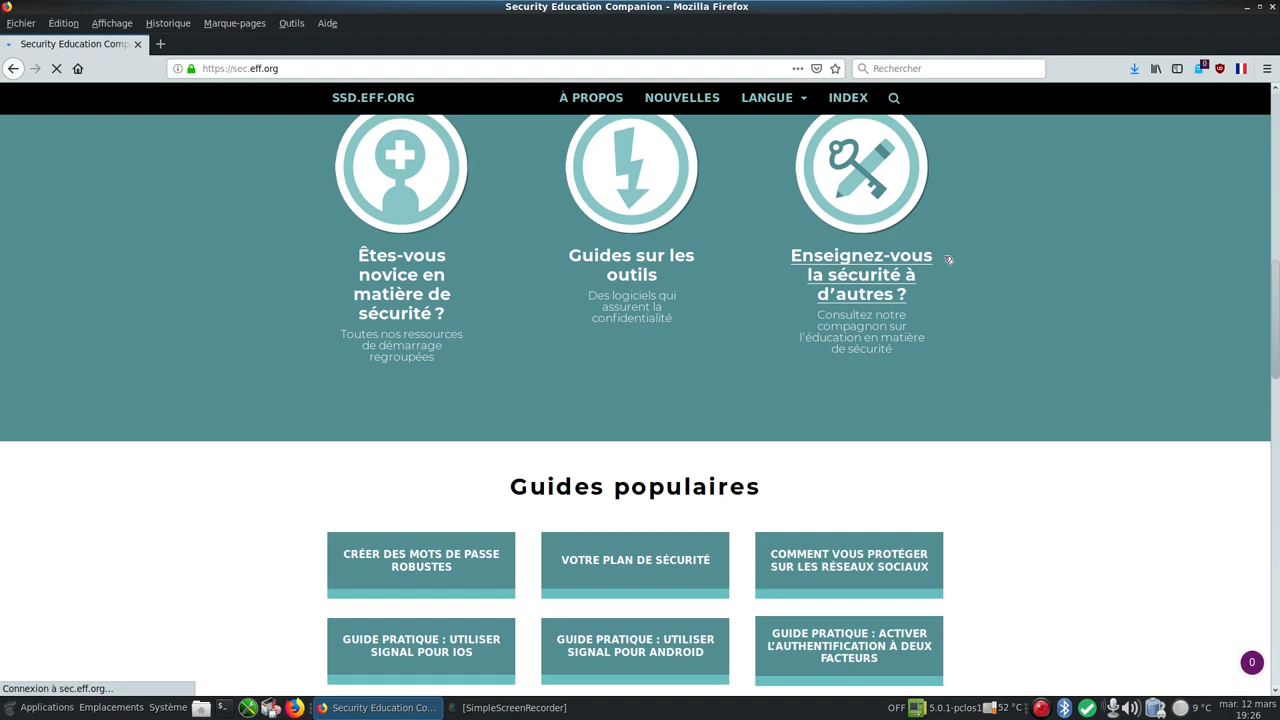 Security Education Companion - Mozilla Firefox
Fichier Édition Affichage Historique Marque-pages Outils Aide
Security Education Comp
https://sec.eff.org
Rechercher
0
SSD.EFF.ORG À PROPOS NOUVELLES LANGUE INDEX
Êtes-vous
novice en
matière de
sécurité ?
Toutes nos ressources
de démarrage
regroupées
Guides sur les
outils
Des logiciels qui
assurent la
confidentialité
Enseignez-vous
la sécurité à
d’autres ?
Consultez notre
compagnon sur
l’éducation en matière
de sécurité
Guides populaires
CRÉER DES MOTS DE PASSE
ROBUSTES
VOTRE PLAN DE SÉCURITÉ
COMMENT VOUS PROTÉGER
SUR LES RÉSEAUX SOCIAUX
GUIDE PRATIQUE : UTILISER
SIGNAL POUR IOS
GUIDE PRATIQUE : UTILISER
SIGNAL POUR ANDROID
GUIDE PRATIQUE : ACTIVER
L’AUTHENTIFICATION À DEUX
FACTEURS
0
Connexion à sec.eff.org…
Applications Emplacements Système
Security Education Co…
[SimpleScreenRecorder]
OFF
5.0.1-pclos1
52 °C
9 °C
mar. 12 mars
19:26